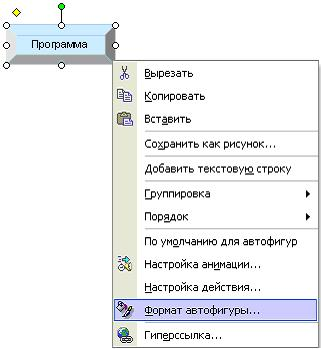 Программа
Вырезать
Копировать
Вставить
Сохранить как рисунок...
Добавить текстовую строку
Группировка
Порядок
По умолчанию для автофигур
Настройка анимации...
Настройка действия...
Формат автофигуры...
Гиперссылка...